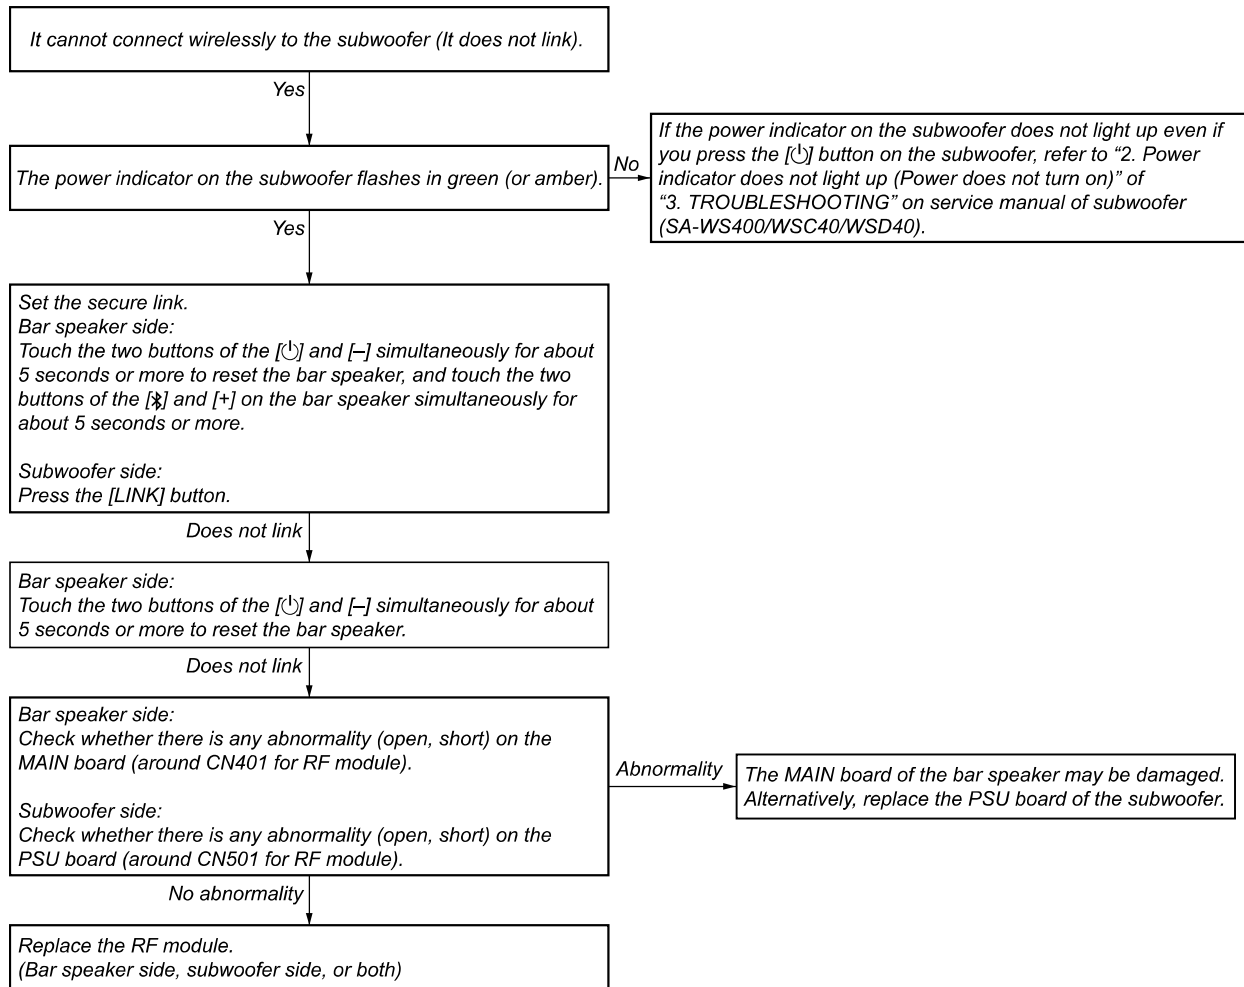 It cannot connect wirelessly to the subwoofer (It does not link).
Yes
The power indicator on the subwoofer flashes in green (or amber).
No
If the power indicator on the subwoofer does not light up even if
you press the [⏻] button on the subwoofer, refer to “2. Power
indicator does not light up (Power does not turn on)” of
“3. TROUBLESHOOTING” on service manual of subwoofer
(SA-WS400/WSC40/WSD40).
Yes
Set the secure link.
Bar speaker side:
Touch the two buttons of the [⏻] and [–] simultaneously for about
5 seconds or more to reset the bar speaker, and touch the two
buttons of the [] and [+] on the bar speaker simultaneously for
about 5 seconds or more.
Subwoofer side:
Press the [LINK] button.
Does not link
Bar speaker side:
Touch the two buttons of the [⏻] and [–] simultaneously for about
5 seconds or more to reset the bar speaker.
Does not link
Bar speaker side:
Check whether there is any abnormality (open, short) on the
MAIN board (around CN401 for RF module).
Subwoofer side:
Check whether there is any abnormality (open, short) on the
PSU board (around CN501 for RF module).
Abnormality
The MAIN board of the bar speaker may be damaged.
Alternatively, replace the PSU board of the subwoofer.
No abnormality
Replace the RF module.
(Bar speaker side, subwoofer side, or both)